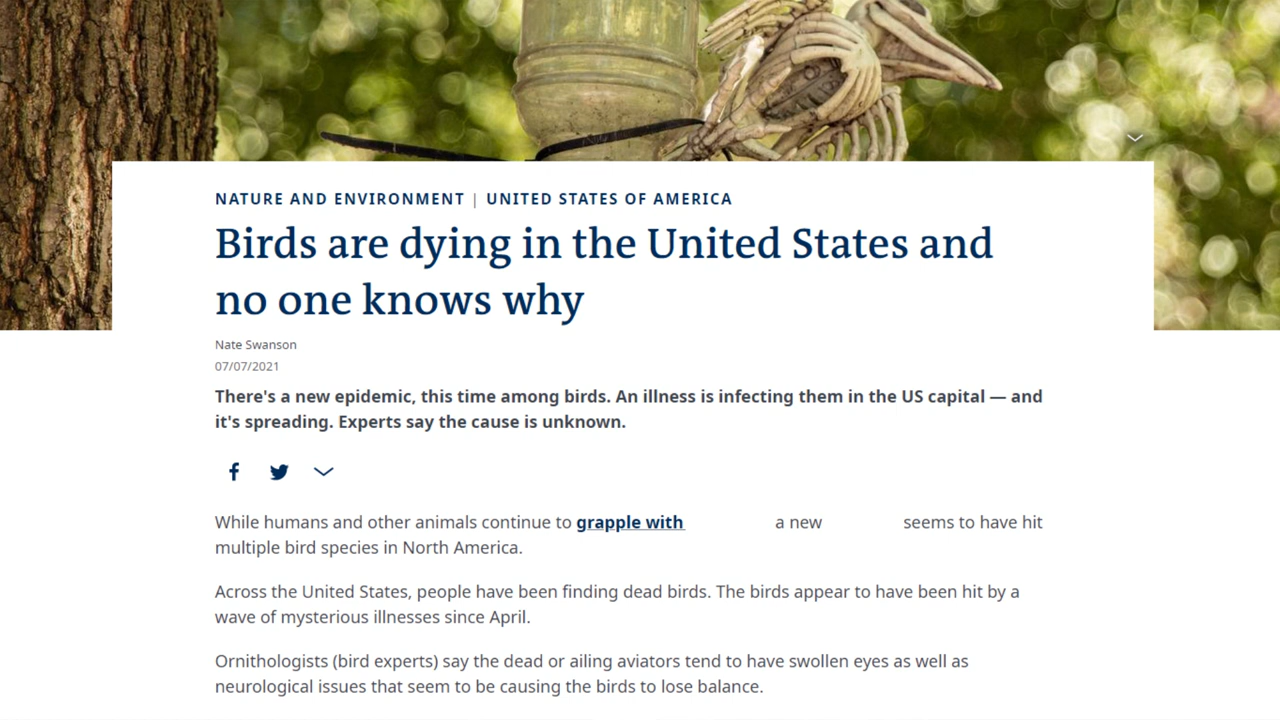 NATURE AND ENVIRONMENT | UNITED STATES OF AMERICA
Birds are dying in the United States and
no one knows why
Nate Swanson
07/07/2021
There's a new epidemic, this time among birds. An illness is infecting them in the US capital — and
it's spreading. Experts say the cause is unknown.
While humans and other animals continue to grapple with a new seems to have hit
multiple bird species in North America.
Across the United States, people have been finding dead birds. The birds appear to have been hit by a
wave of mysterious illnesses since April.
Ornithologists (bird experts) say the dead or ailing aviators tend to have swollen eyes as well as
neurological issues that seem to be causing the birds to lose balance.